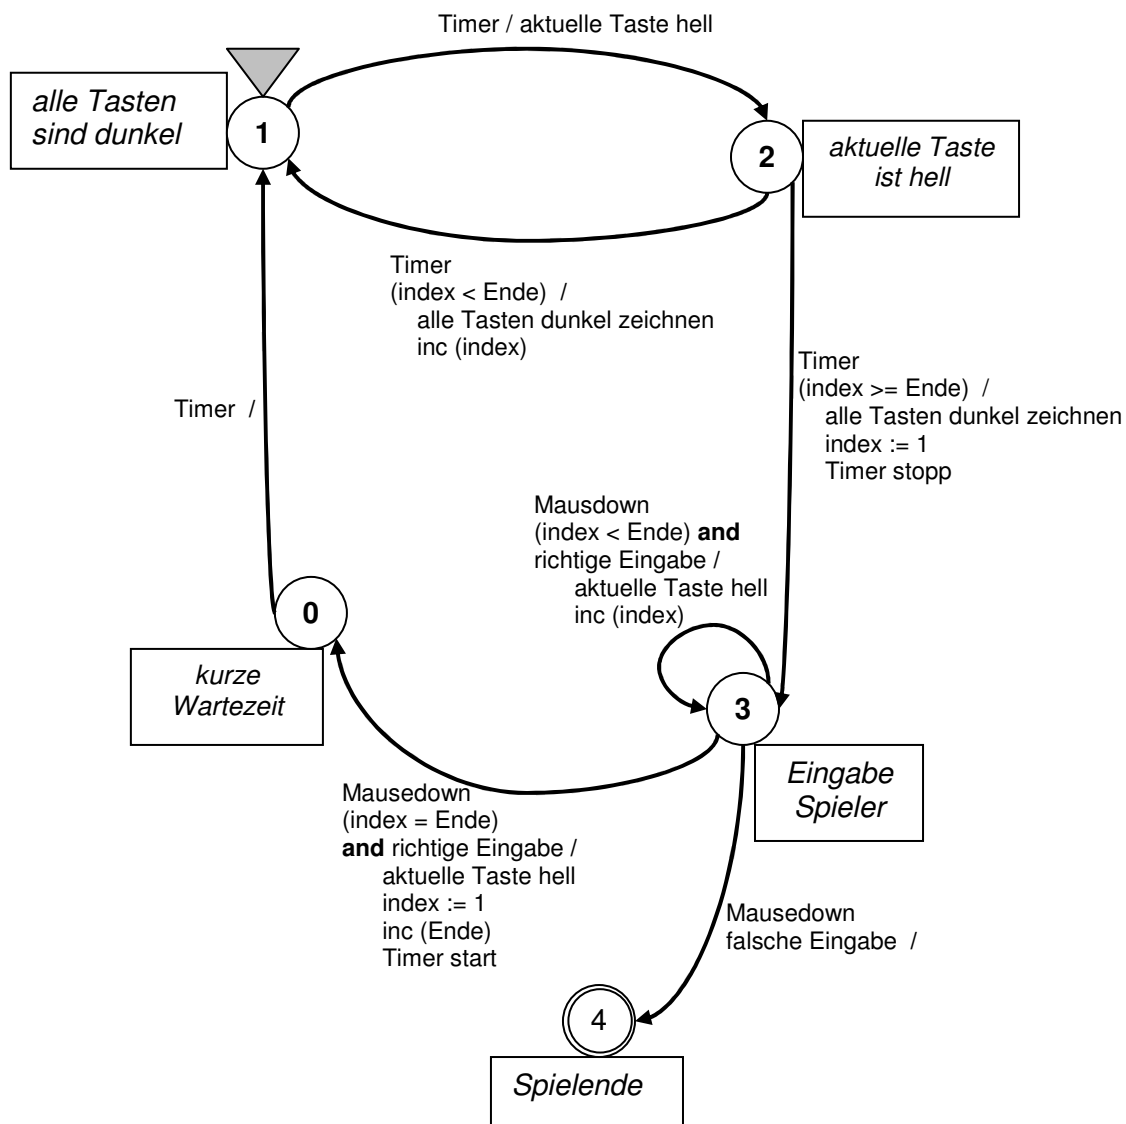 Timer / aktuelle Taste hell
alle Tasten
sind dunkel
1
2
aktuelle Taste
ist hell
Timer
(index < Ende)  /
alle Tasten dunkel zeichnen
inc (index)
Timer
(index >= Ende)  /
alle Tasten dunkel zeichnen
index := 1
Timer stopp
Timer  /
Mausdown
(index < Ende) and
richtige Eingabe /
aktuelle Taste hell
inc (index)
0
kurze
Wartezeit
3
Eingabe
Spieler
Mausedown
(index = Ende)
and richtige Eingabe /
aktuelle Taste hell
index := 1
inc (Ende)
Timer start
Mausedown
falsche Eingabe  /
4
Spielende